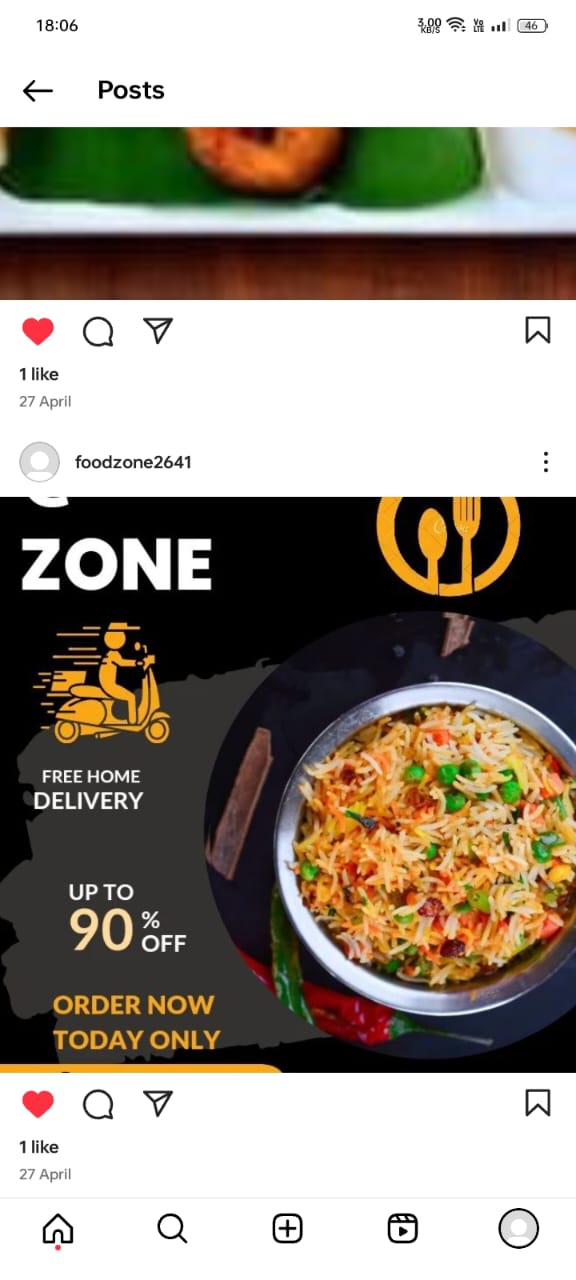 18:06
3.00 KB/S Vo LTE 46
Posts
1 like
27 April
foodzone2641
ZONE
FREE HOME
DELIVERY
UP TO
90 % OFF
ORDER NOW
TODAY ONLY
1 like
27 April